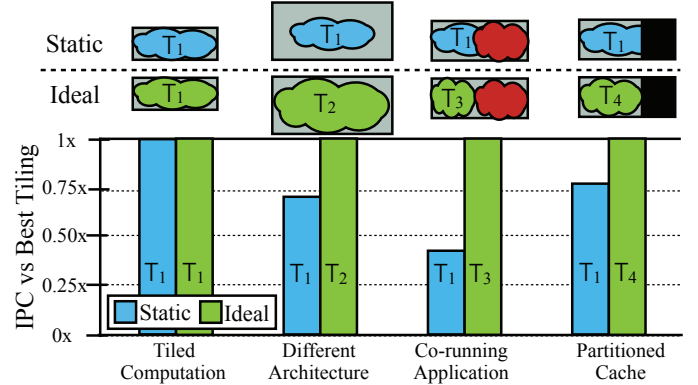 Static T1 T1 T1 T1
Ideal T1 T2 T3 T4
IPC vs Best Tiling
1x
0.75x
0.50x
0.25x
0x
T1 T1 T1 T2 T1 T3 T1 T4
Static Ideal
Tiled Computation
Different Architecture
Co-running Application
Partitioned Cache